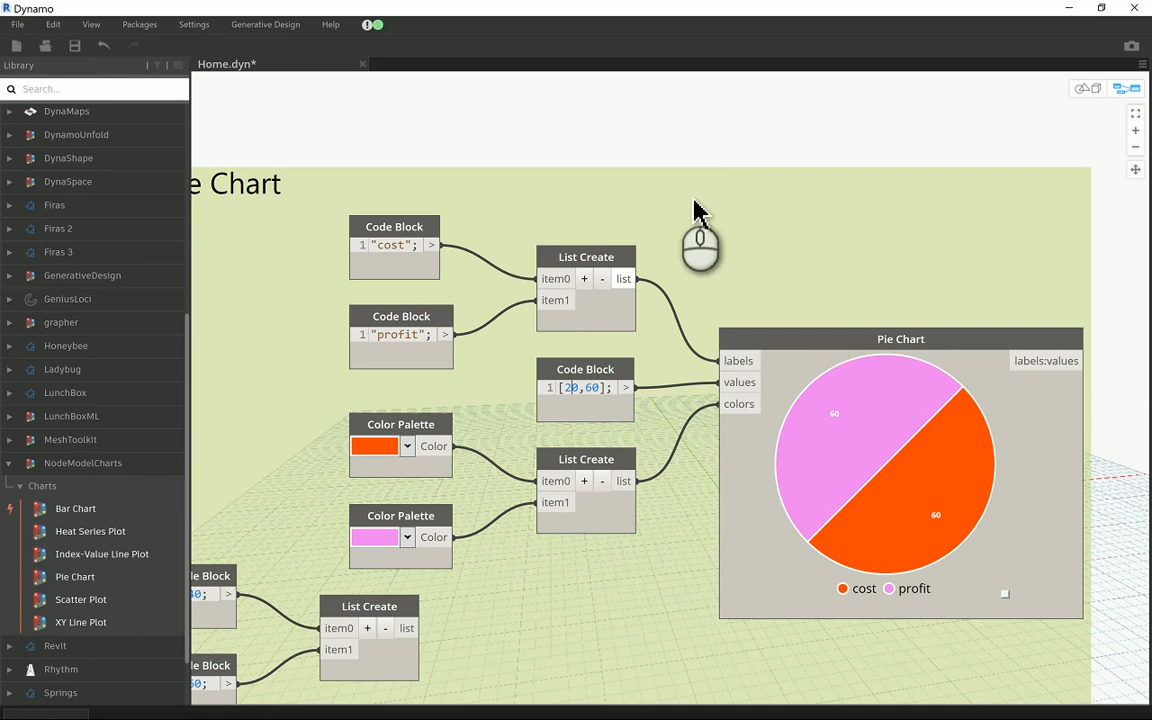 Dynamo
File Edit View Packages Settings Generative Design Help
Library
Home.dyn*
Search...
DynaMaps
DynamoUnfold
DynaShape
DynaSpace
Firas
Firas 2
Firas 3
GenerativeDesign
GeniusLoci
grapher
Honeybee
Ladybug
LunchBox
LunchBoxML
MeshToolkit
NodeModelCharts
Charts
Bar Chart
Heat Series Plot
Index-Value Line Plot
Pie Chart
Scatter Plot
XY Line Plot
Revit
Rhythm
Springs
e Chart
Code Block
1 "cost"; >
Code Block
1 "profit"; >
List Create
item0 + - list
item1
Code Block
1 [20,60]; >
Color Palette
Color
Color Palette
Color
List Create
item0 + - list
item1
Pie Chart
labels
values
colors
labels:values
60
60
cost profit
le Block
40; >
le Block
60; >
List Create
item0 + - list
item1